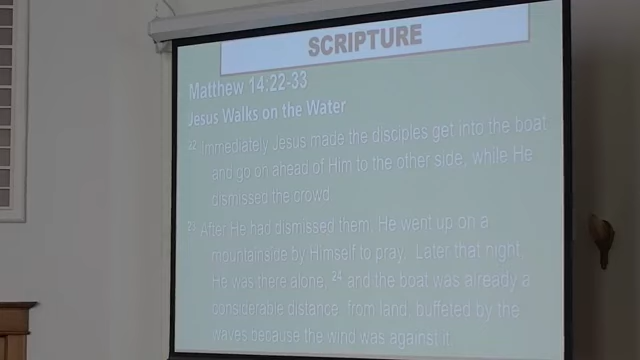 SCRIPTURE
Matthew 14:22-33
Jesus Walks on the Water
22 Immediately Jesus made the disciples get into the boat
and go on ahead of Him to the other side, while He
dismissed the crowd.
23 After He had dismissed them, He went up on a
mountainside by Himself to pray. Later that night,
He was there alone, 24 and the boat was already a
considerable distance from land, buffeted by the
waves because the wind was against it.